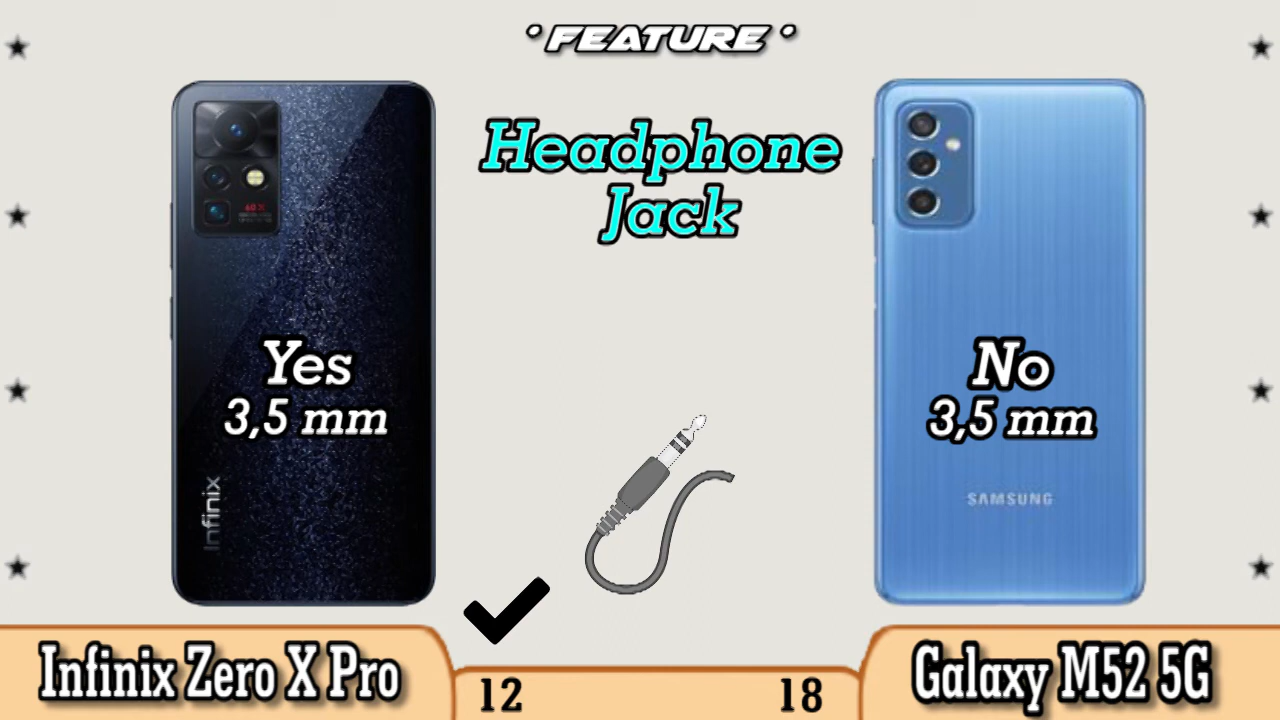 ° FEATURE °
Headphone
Jack
60X
Yes
3,5 mm
No
3,5 mm
Infinix
SAMSUNG
Infinix Zero X Pro
12
18
Galaxy M52 5G